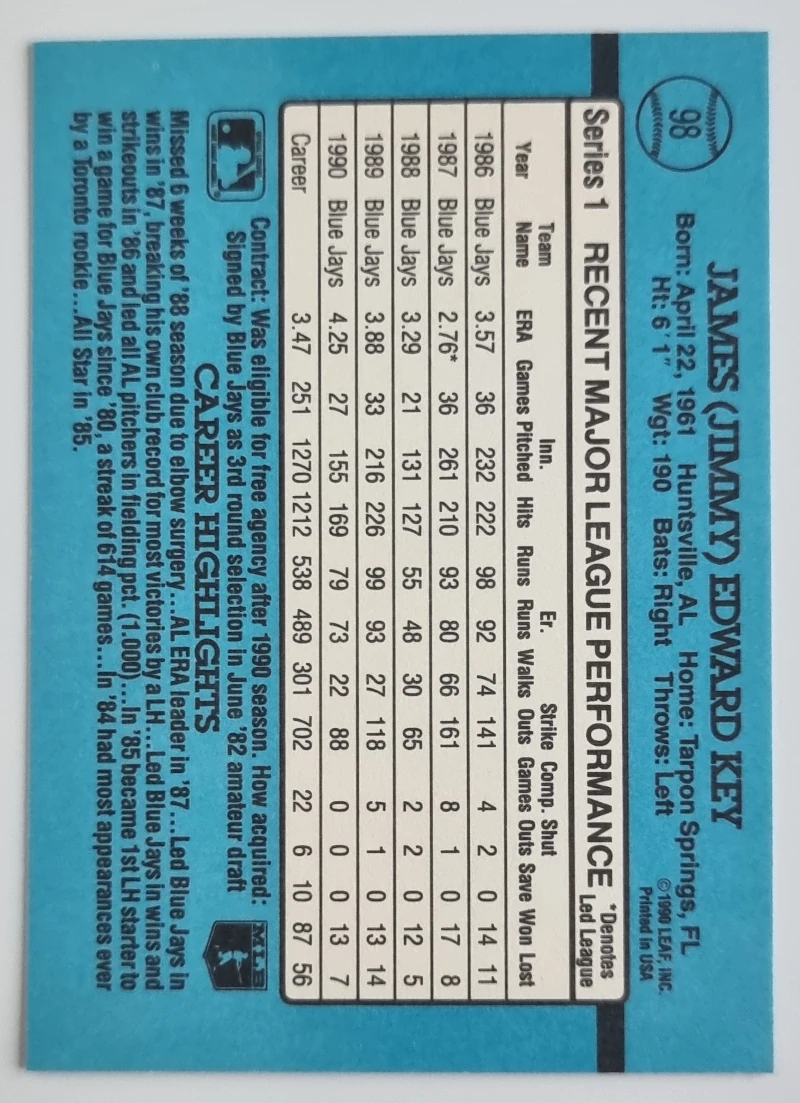 98
JAMES (JIMMY) EDWARD KEY
Born: April 22, 1961 Huntsville, AL Home: Tarpon Springs, FL
Ht: 6'1" Wgt: 190 Bats: Right Throws: Left
©1990 LEAF, INC.
Printed in USA
Series 1 RECENT MAJOR LEAGUE PERFORMANCE *Denotes Led League
Year Team Name ERA Games Inn. Pitched Hits Runs Er. Runs Walks Strike Outs Comp. Games Shut Outs Save Won Lost
1986 Blue Jays 3.57 36 232 222 98 92 74 141 4 2 0 14 11
1987 Blue Jays 2.76* 36 261 210 93 80 66 161 8 1 0 17 8
1988 Blue Jays 3.29 21 131 127 55 48 30 65 2 2 0 12 5
1989 Blue Jays 3.88 33 216 226 99 93 27 118 5 1 0 13 14
1990 Blue Jays 4.25 27 155 169 79 73 22 88 0 0 0 13 7
Career 3.47 251 1270 1212 538 489 301 702 22 6 10 87 56
Contract: Was eligible for free agency after 1990 season. How acquired:
Signed by Blue Jays as 3rd round selection in June '82 amateur draft
MLB
CAREER HIGHLIGHTS
Missed 6 weeks of '88 season due to elbow surgery...AL ERA leader in '87...Led Blue Jays in
wins in '87, breaking his own club record for most victories by a LH...Led Blue Jays in wins and
strikeouts in '86 and led all AL pitchers in fielding pct. (1.000)...In '85 became 1st LH starter to
win a game for Blue Jays since '80, a streak of 614 games...In '84 had most appearances ever
by a Toronto rookie...All Star in '85.